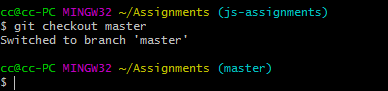 cc@cc-PC MINGW32 ~/Assignments (js-assignments)
$ git checkout master
Switched to branch 'master'
cc@cc-PC MINGW32 ~/Assignments (master)
$